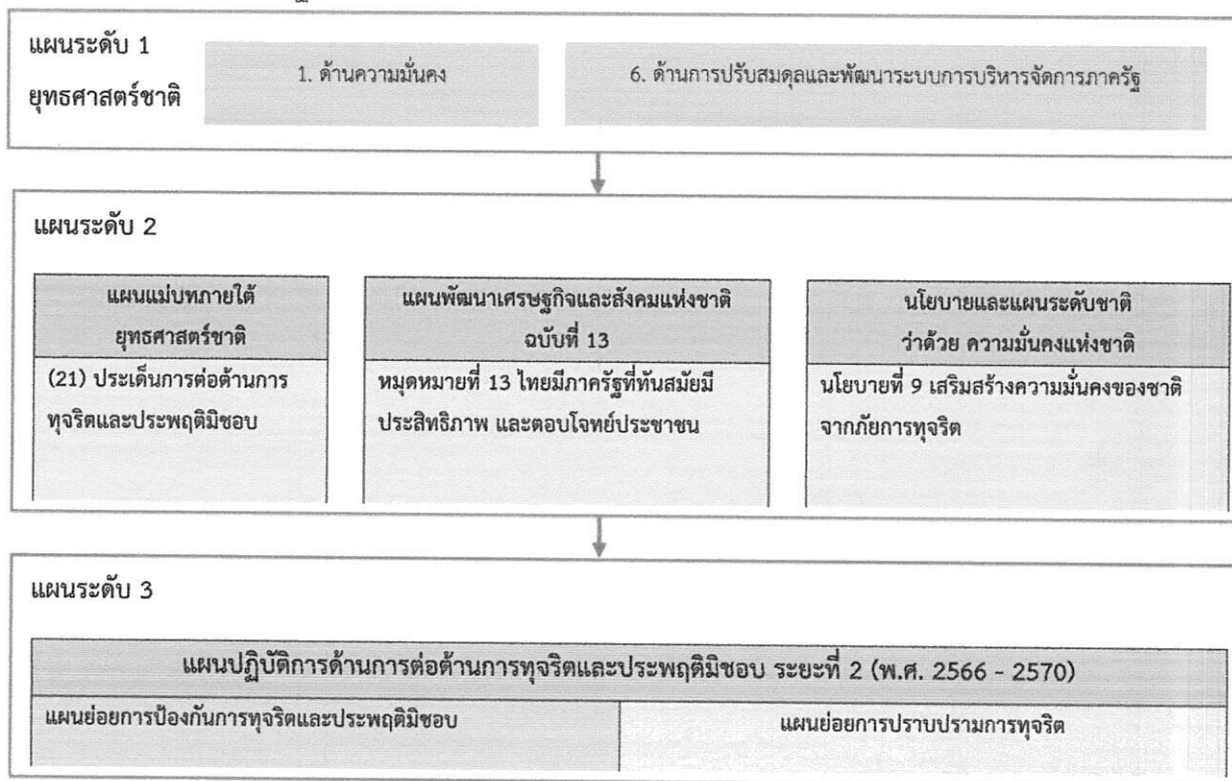 แผนระดับ 1
ยุทธศาสตร์ชาติ
1. ด้านความมั่นคง
6. ด้านการปรับสมดุลและพัฒนาระบบการบริหารจัดการภาครัฐ
แผนระดับ 2
แผนแม่บทภายใต้
ยุทธศาสตร์ชาติ
(21) ประเด็นการต่อต้านการ
ทุจริตและประพฤติมิชอบ
แผนพัฒนาเศรษฐกิจและสังคมแห่งชาติ
ฉบับที่ 13
หมุดหมายที่ 13 ไทยมีภาครัฐที่ทันสมัยมี
ประสิทธิภาพ และตอบโจทย์ประชาชน
นโยบายและแผนระดับชาติ
ว่าด้วย ความมั่นคงแห่งชาติ
นโยบายที่ 9 เสริมสร้างความมั่นคงของชาติ
จากภัยการทุจริต
แผนระดับ 3
แผนปฏิบัติการด้านการต่อต้านการทุจริตและประพฤติมิชอบ ระยะที่ 2 (พ.ศ. 2566 - 2570)
แผนย่อยการป้องกันการทุจริตและประพฤติมิชอบ
แผนย่อยการปราบปรามการทุจริต